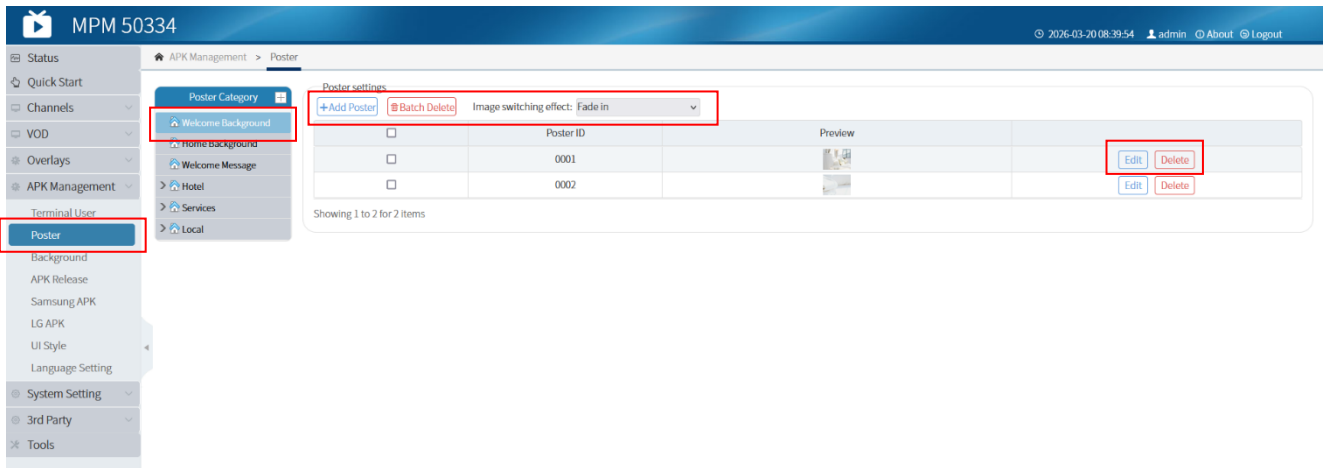 MPM 50334
2026-03-20 08:39:54 admin About Logout
Status
Quick Start
Channels
VOD
Overlays
APK Management
Terminal User
Poster
Background
APK Release
Samsung APK
LG APK
UI Style
Language Setting
System Setting
3rd Party
Tools
APK Management > Poster
Poster Category
Welcome Background
Home Background
Welcome Message
Hotel
Services
Local
Poster settings
+Add Poster Batch Delete Image switching effect: Fade in
Poster ID Preview
0001 Edit Delete
0002 Edit Delete
Showing 1 to 2 for 2 items